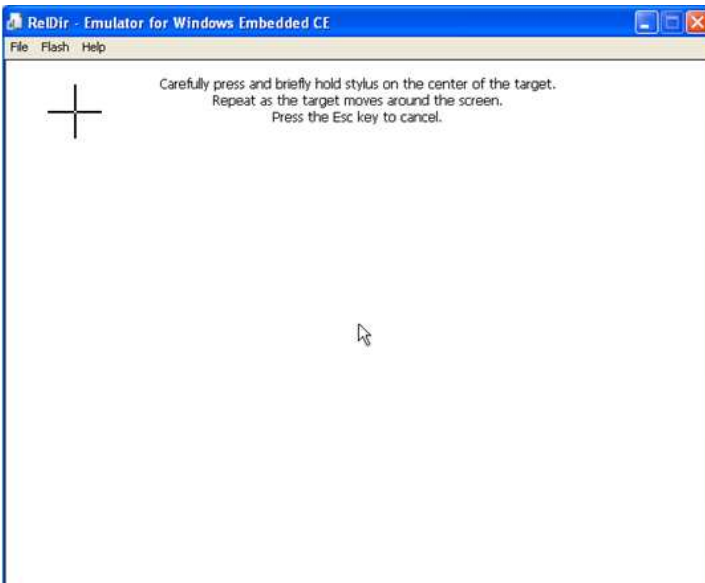 RelDir - Emulator for Windows Embedded CE
File Flash Help
Carefully press and briefly hold stylus on the center of the target.
Repeat as the target moves around the screen.
Press the Esc key to cancel.